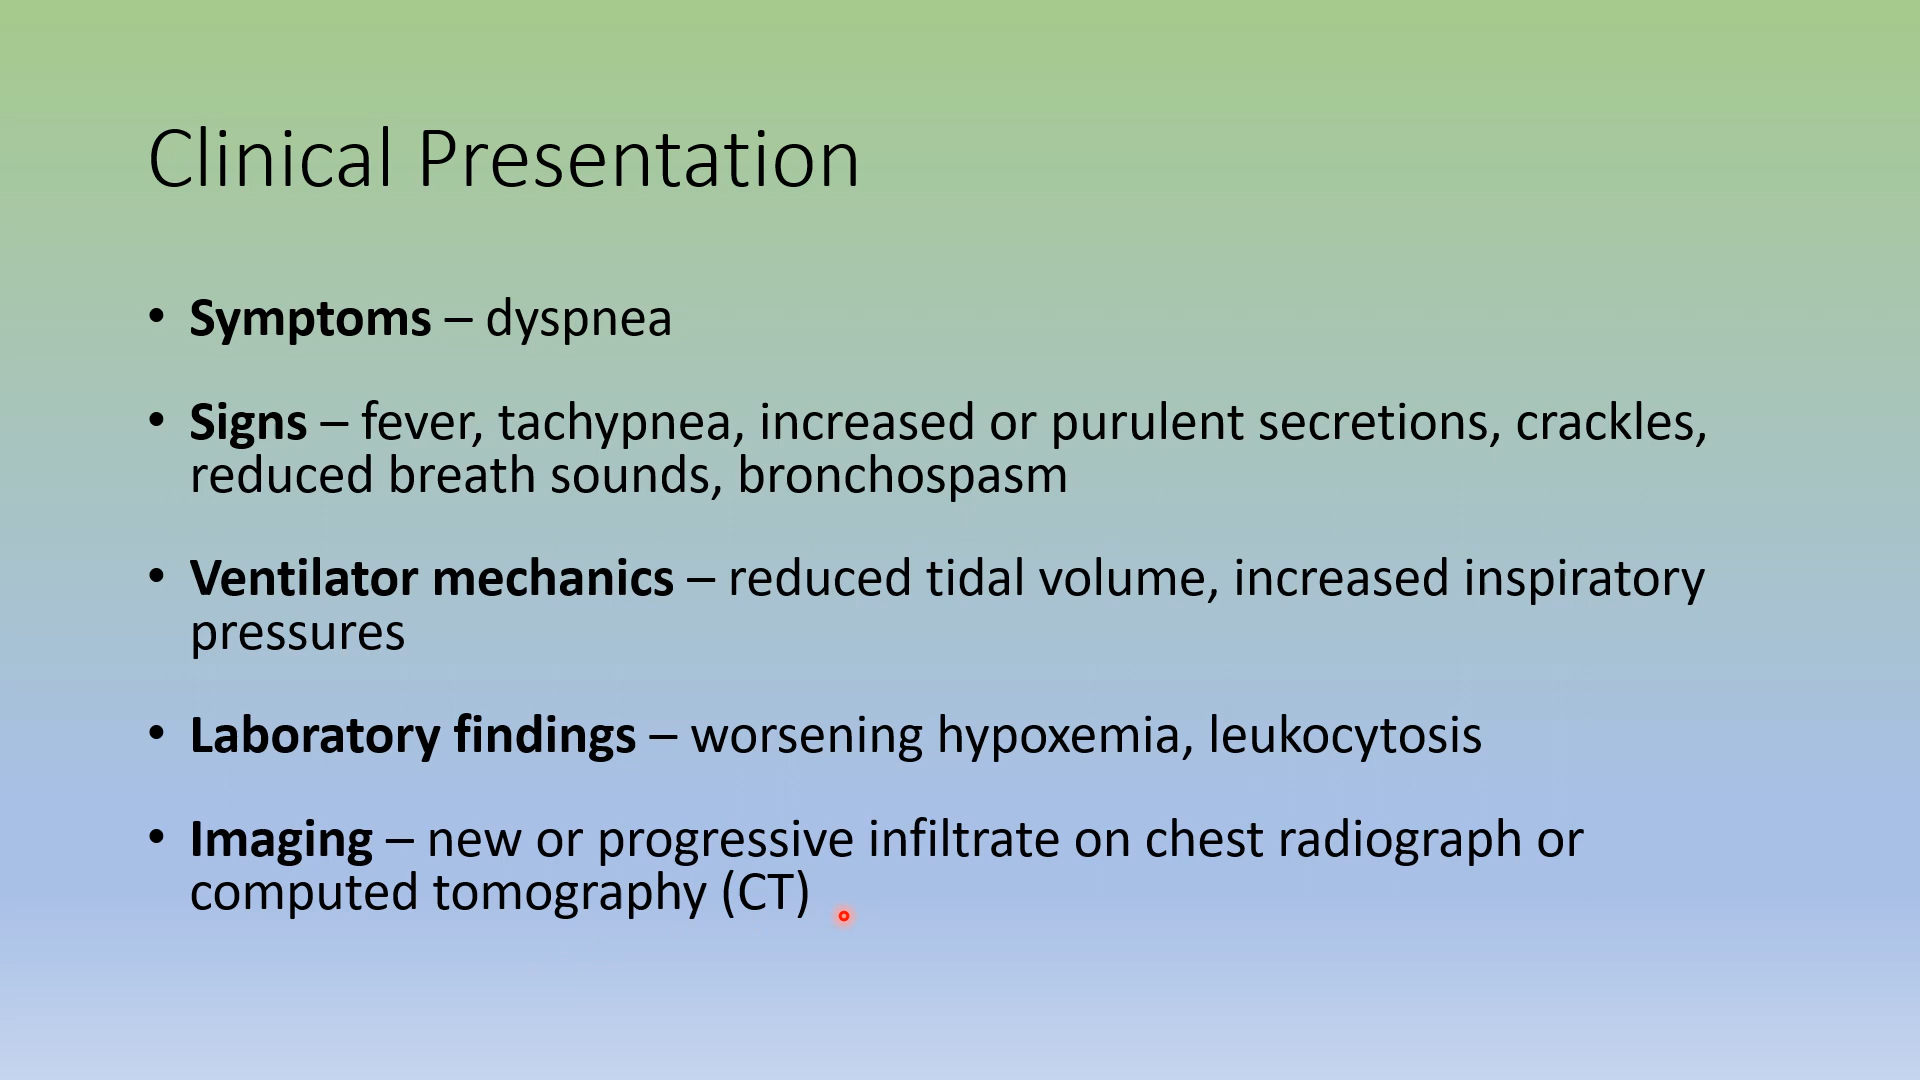 Clinical Presentation
• Symptoms – dyspnea
• Signs – fever, tachypnea, increased or purulent secretions, crackles,
reduced breath sounds, bronchospasm
• Ventilator mechanics – reduced tidal volume, increased inspiratory
pressures
• Laboratory findings – worsening hypoxemia, leukocytosis
• Imaging – new or progressive infiltrate on chest radiograph or
computed tomography (CT)